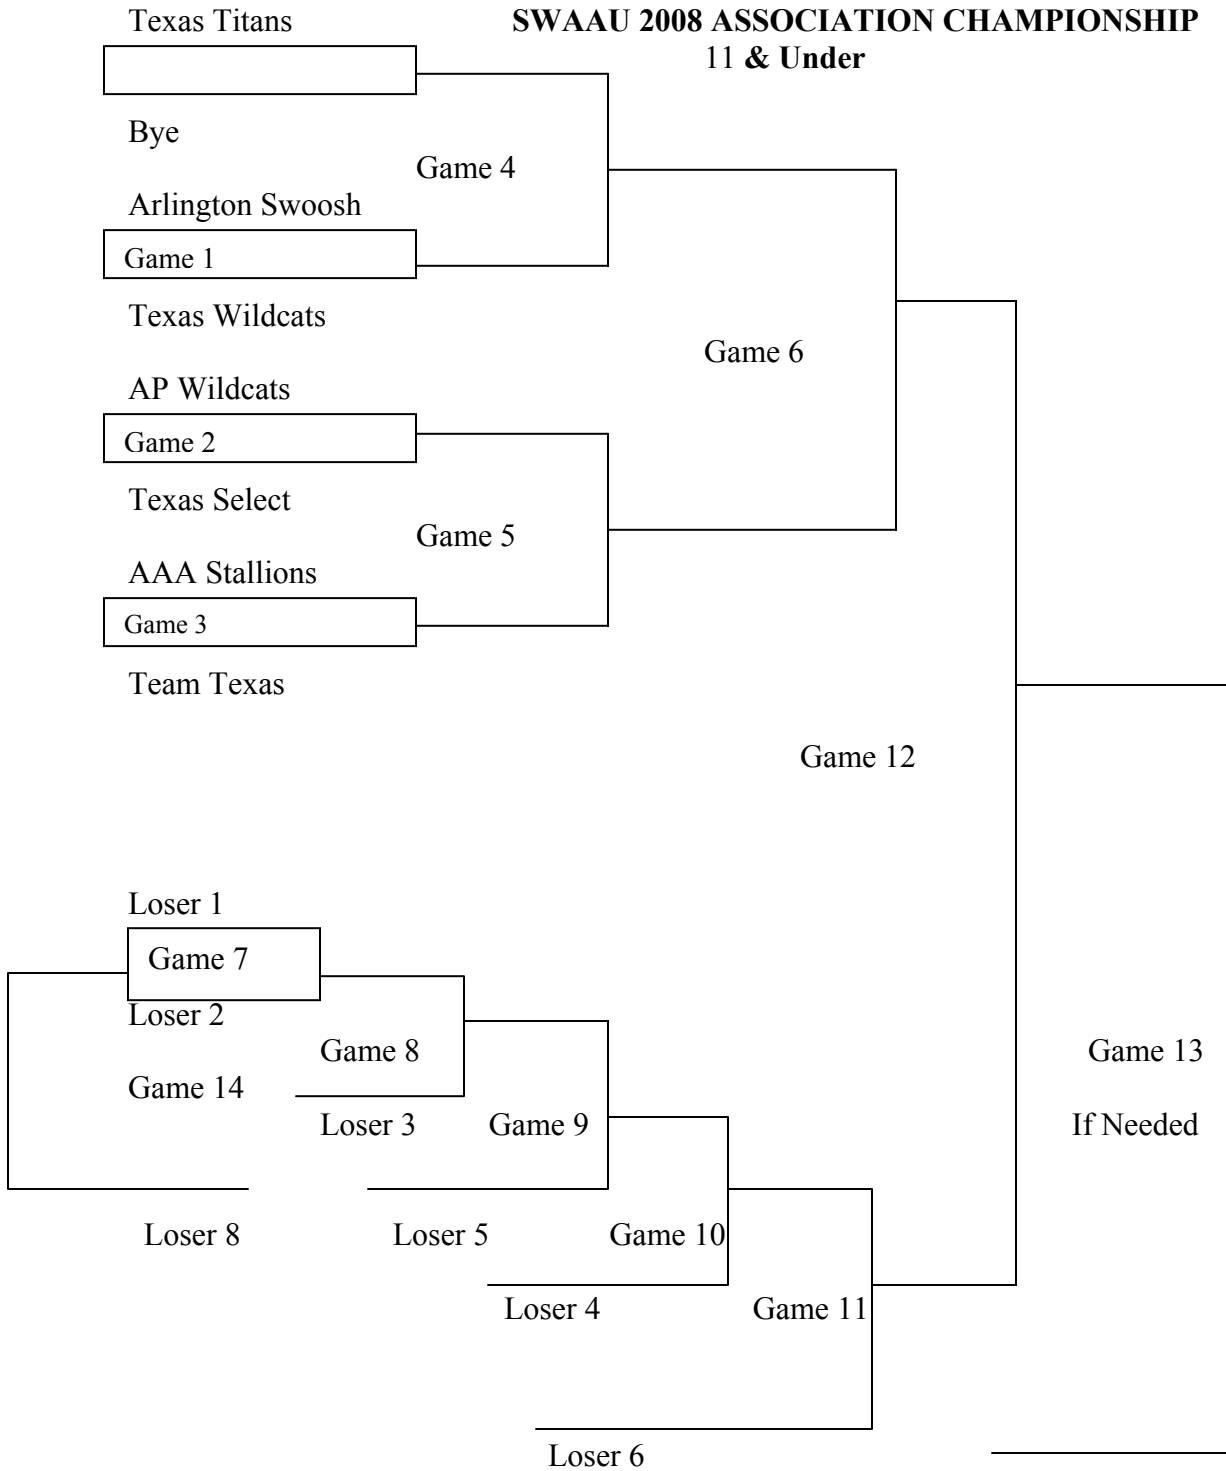 Texas Titans
SWAAU 2008 ASSOCIATION CHAMPIONSHIP
11 & Under
Bye
Game 4
Arlington Swoosh
Game 1
Texas Wildcats
Game 6
AP Wildcats
Game 2
Texas Select
Game 5
AAA Stallions
Game 3
Team Texas
Game 12
Loser 1
Game 7
Loser 2
Game 8
Game 13
Game 14
Loser 3
Game 9
If Needed
Loser 8
Loser 5
Game 10
Loser 4
Game 11
Loser 6